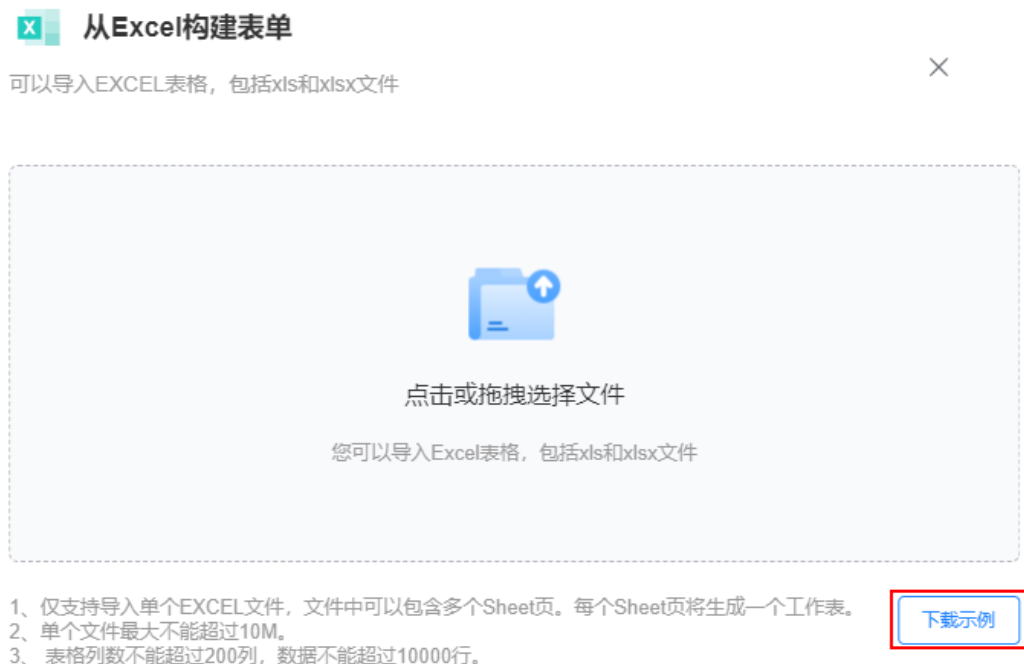 从Excel构建表单
可以导入EXCEL表格，包括xls和xlsx文件
点击或拖拽选择文件
您可以导入Excel表格，包括xls和xlsx文件
1、仅支持导入单个EXCEL文件，文件中可以包含多个Sheet页。每个Sheet页将生成一个工作表。
2、单个文件最大不能超过10M。
3、 表格列数不能超过200列，数据不能超过10000行。
下载示例